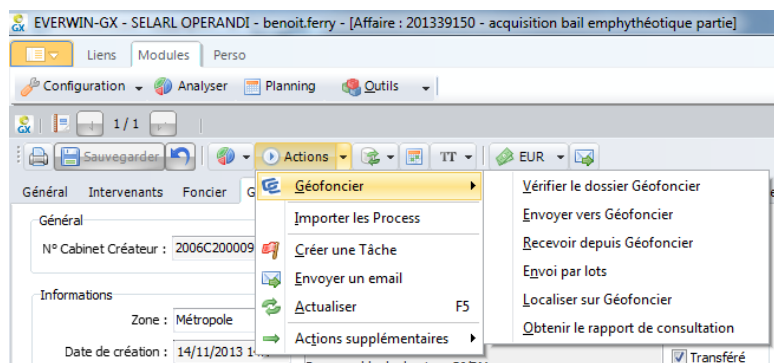 EVERWIN-GX - SELARL OPERANDI - benoit.ferry - [Affaire : 201339150 - acquisition bail emphythéotique partie]
Liens Modules Perso
Configuration Analyser Planning Outils
GX 1/1
Sauvegarder Actions TT EUR
Général Intervenants Foncier G
Géofoncier
Importer les Process
Créer une Tâche
Envoyer un email
Actualiser F5
Actions supplémentaires
Vérifier le dossier Géofoncier
Envoyer vers Géofoncier
Recevoir depuis Géofoncier
Envoi par lots
Localiser sur Géofoncier
Obtenir le rapport de consultation
Général
N° Cabinet Créateur : 2006C200009
Informations
Zone : Métropole
Date de création : 14/11/2013
Transféré